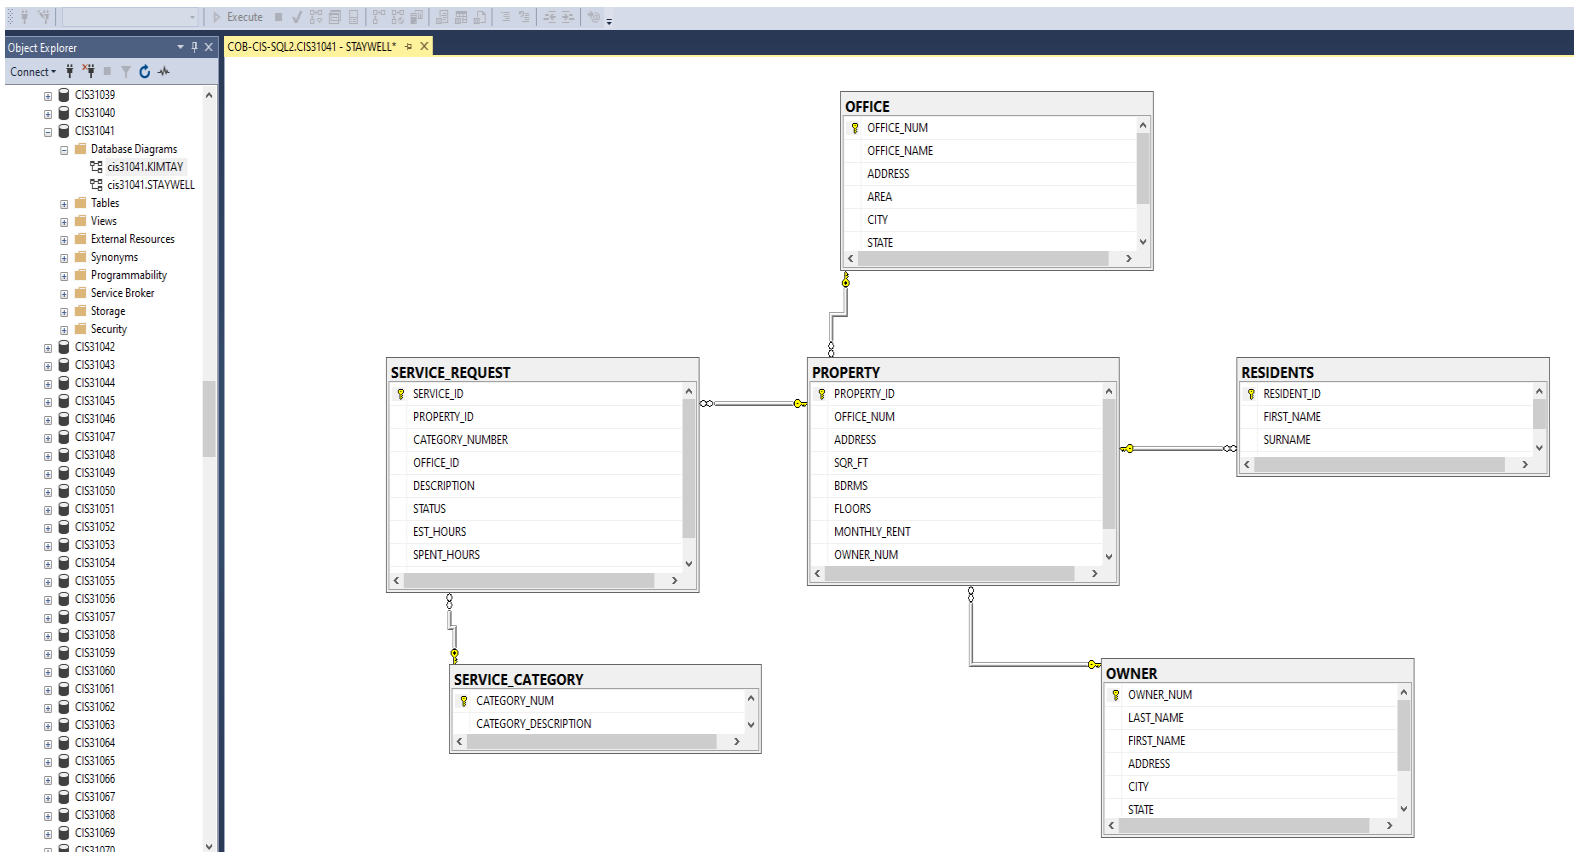 Execute
Object Explorer
COB-CIS-SQL2.CIS31041 - STAYWELL*
Connect
CIS31039
CIS31040
CIS31041
Database Diagrams
cis31041.KIMTAY
cis31041.STAYWELL
Tables
Views
External Resources
Synonyms
Programmability
Service Broker
Storage
Security
CIS31042
CIS31043
CIS31044
CIS31045
CIS31046
CIS31047
CIS31048
CIS31049
CIS31050
CIS31051
CIS31052
CIS31053
CIS31054
CIS31055
CIS31056
CIS31057
CIS31058
CIS31059
CIS31060
CIS31061
CIS31062
CIS31063
CIS31064
CIS31065
CIS31066
CIS31067
CIS31068
CIS31069
CIS31070
OFFICE
OFFICE_NUM
OFFICE_NAME
ADDRESS
AREA
CITY
STATE
SERVICE_REQUEST
SERVICE_ID
PROPERTY_ID
CATEGORY_NUMBER
OFFICE_ID
DESCRIPTION
STATUS
EST_HOURS
SPENT_HOURS
PROPERTY
PROPERTY_ID
OFFICE_NUM
ADDRESS
SQR_FT
BDRMS
FLOORS
MONTHLY_RENT
OWNER_NUM
RESIDENTS
RESIDENT_ID
FIRST_NAME
SURNAME
SERVICE_CATEGORY
CATEGORY_NUM
CATEGORY_DESCRIPTION
OWNER
OWNER_NUM
LAST_NAME
FIRST_NAME
ADDRESS
CITY
STATE